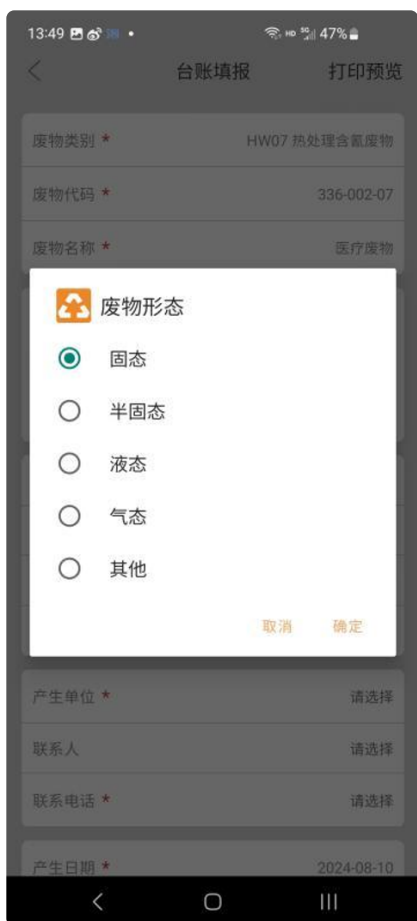 13:49 HD 5G 47%
台账填报 打印预览
废物类别 * HW07 热处理含氰废物
废物代码 * 336-002-07
废物名称 * 医疗废物
废物形态
固态
半固态
液态
气态
其他
取消 确定
产生单位 * 请选择
联系人 请选择
联系电话 * 请选择
产生日期 * 2024-08-10